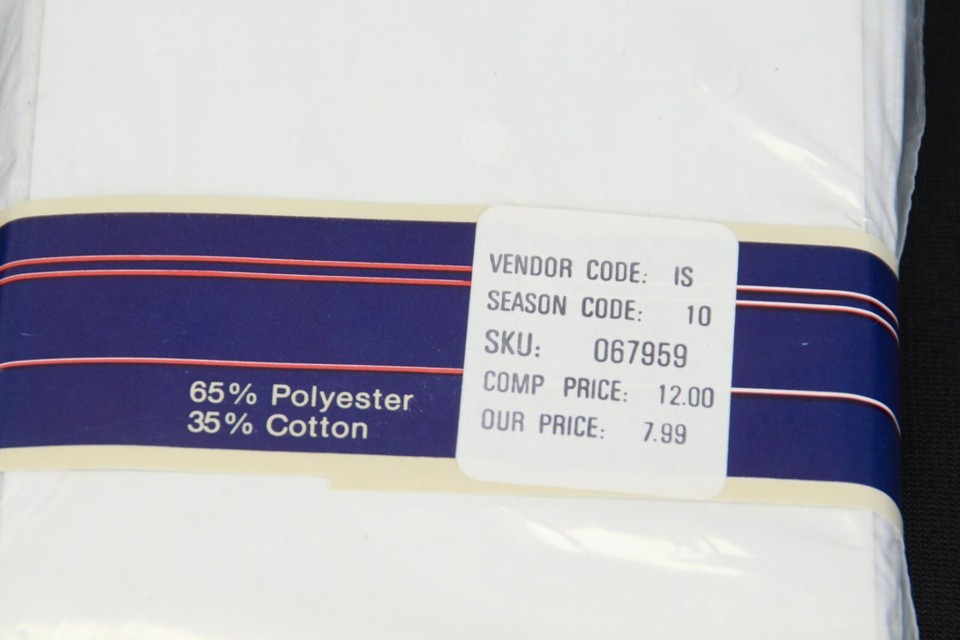 65% Polyester
35% Cotton
VENDOR CODE: IS
SEASON CODE: 10
SKU: 067959
COMP PRICE: 12.00
OUR PRICE: 7.99